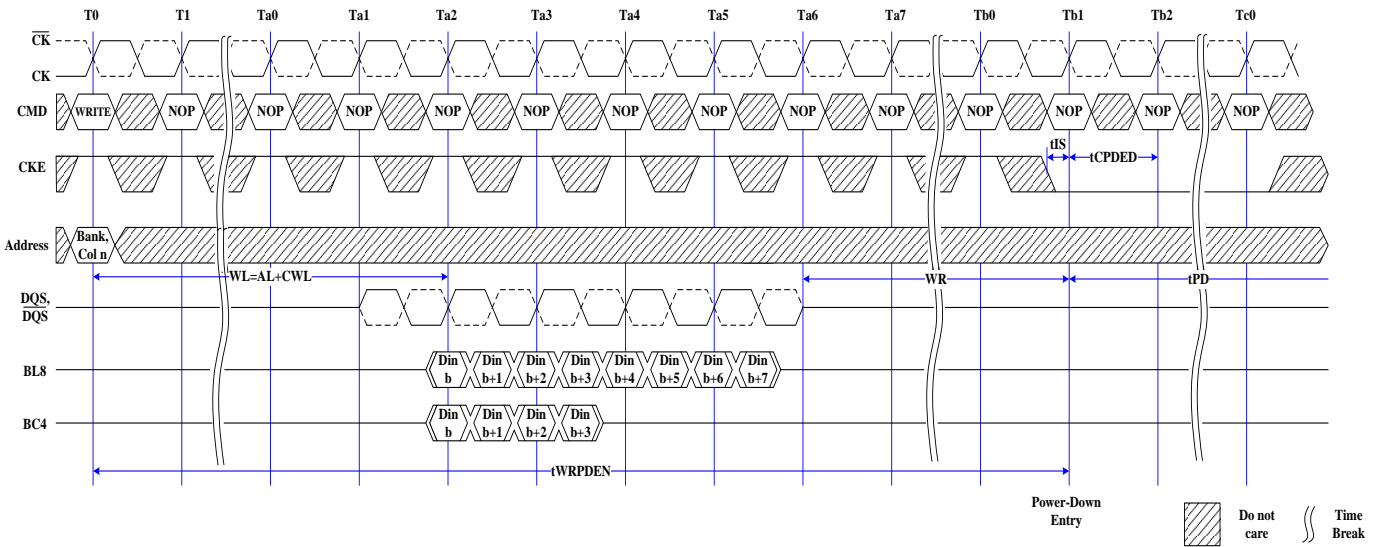 T0 T1 Ta0 Ta1 Ta2 Ta3 Ta4 Ta5 Ta6 Ta7 Tb0 Tb1 Tb2 Tc0
CK
CK
CMD WRITE NOP NOP NOP NOP NOP NOP NOP NOP NOP NOP NOP NOP NOP
tIS
CKE tCPDED
Address Bank,
Col n
WL=AL+CWL WR tPD
DQS,
DQS
BL8 Din Din Din Din Din Din Din Din
b b+1 b+2 b+3 b+4 b+5 b+6 b+7
BC4 Din Din Din Din
b b+1 b+2 b+3
tWRPDEN
Power-Down
Entry
Do not
care
Time
Break